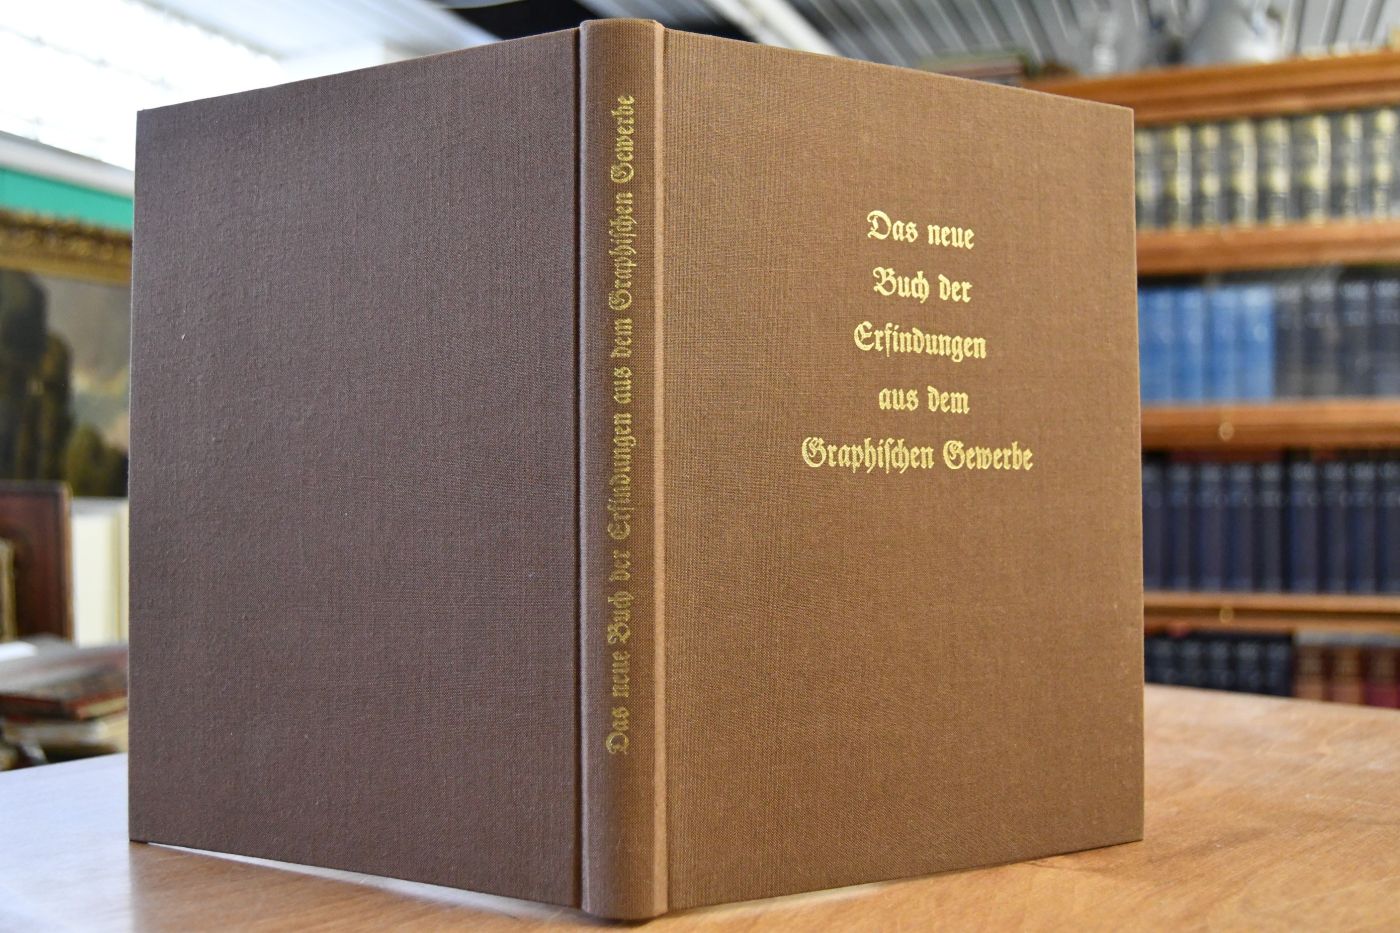 Das neue Buch der Erfindungen aus dem Graphischen Gewerbe
Das neue
Buch der
Erfindungen
aus dem
Graphischen Gewerbe